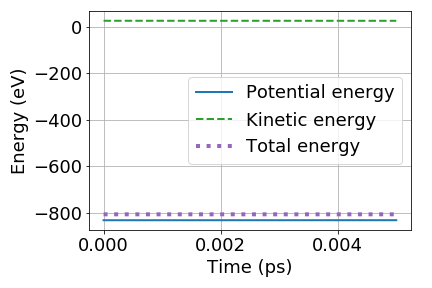 Energy (eV)
0
−200
−400
−600
−800
Potential energy
Kinetic energy
Total energy
0.000 0.002 0.004
Time (ps)